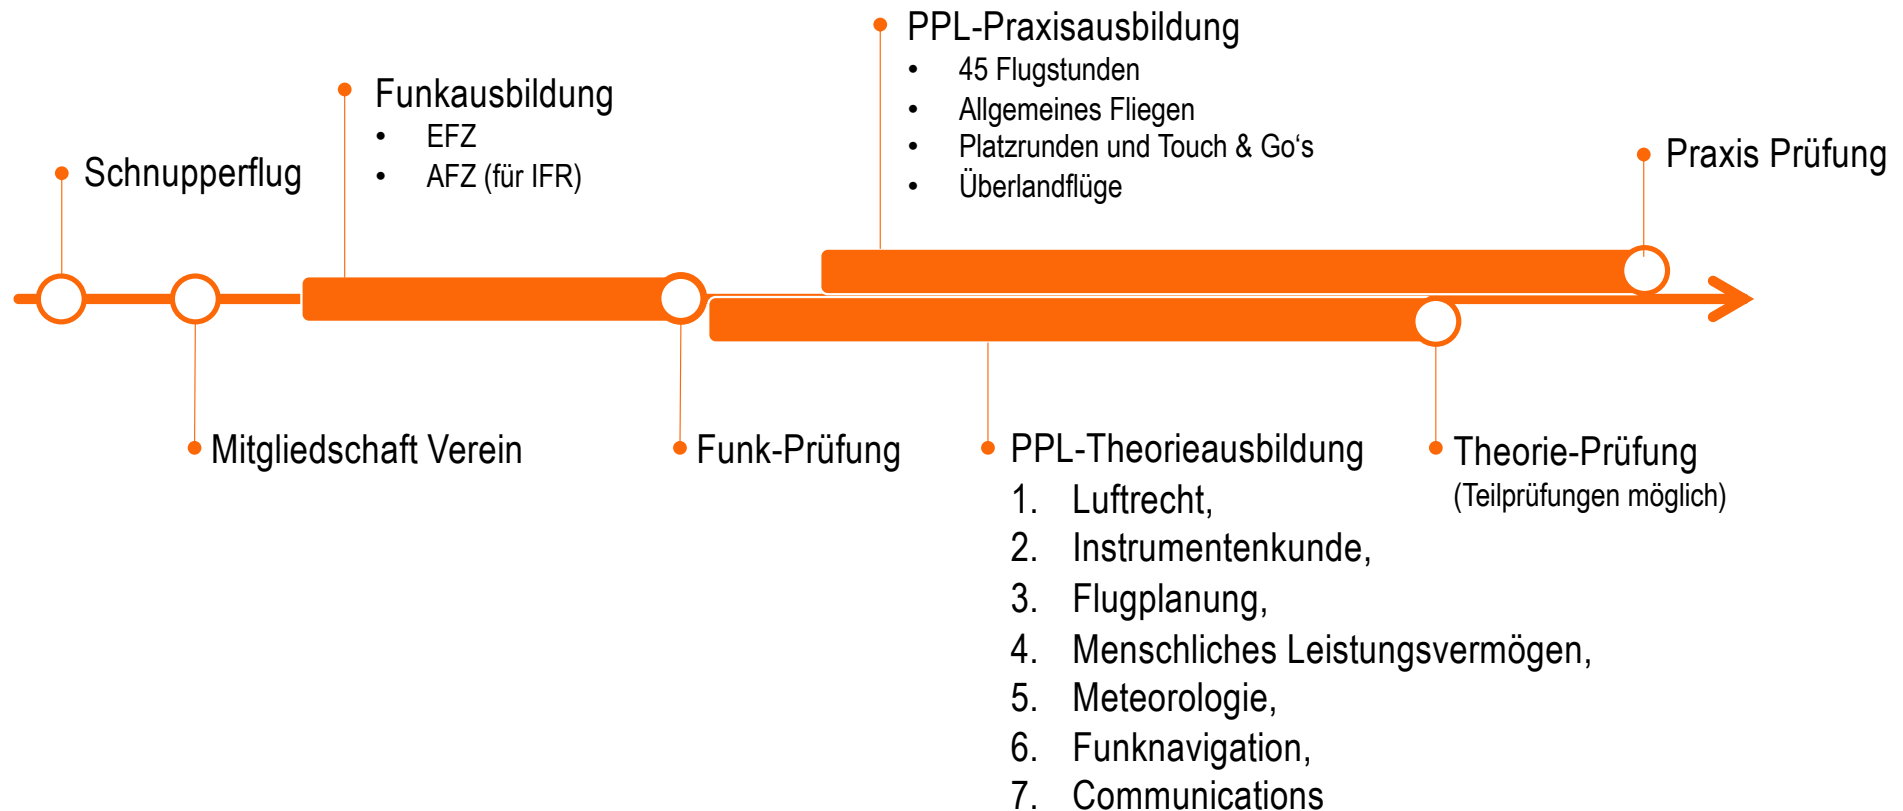 Schnupperflug
Mitgliedschaft Verein
Funkausbildung
• EFZ
• AFZ (für IFR)
Funk-Prüfung
PPL-Praxisausbildung
• 45 Flugstunden
• Allgemeines Fliegen
• Platzrunden und Touch & Go‘s
• Überlandflüge
PPL-Theorieausbildung
1. Luftrecht,
2. Instrumentenkunde,
3. Flugplanung,
4. Menschliches Leistungsvermögen,
5. Meteorologie,
6. Funknavigation,
7. Communications
Theorie-Prüfung
(Teilprüfungen möglich)
Praxis Prüfung